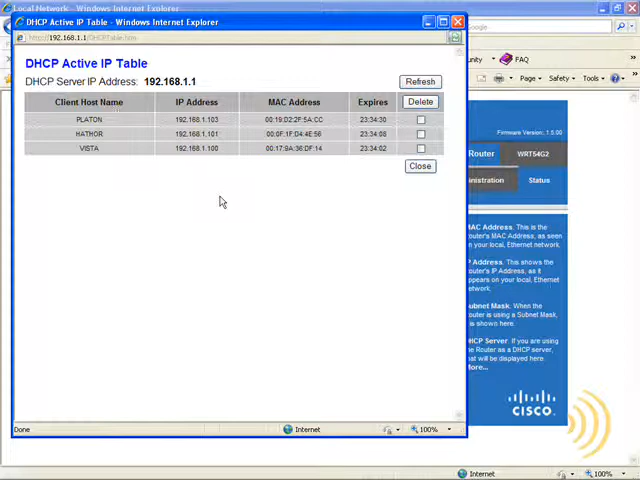 Local Network - Windows Internet Explorer
DHCP Active IP Table - Windows Internet Explorer
http://192.168.1.1/DHCPTable.htm
Google
DHCP Active IP Table
DHCP Server IP Address: 192.168.1.1
Refresh
Client Host Name IP Address MAC Address Expires Delete
PLATON 192.168.1.103 00:19:D2:2F:5A:CC 23:34:30
HATHOR 192.168.1.101 00:0F:1F:D4:4E:56 23:34:08
VISTA 192.168.1.100 00:17:9A:36:DF:14 23:34:02
Close
Done Internet 100%
FAQ
Page Safety Tools
Firmware Version: 1.5.00
Router WRT54G2
Status
MAC Address. This is the
Router's MAC Address, as seen
on your local, Ethernet network.
IP Address. This shows the
Router's IP Address, as it
appears on your local, Ethernet
network.
Subnet Mask. When the
router is using a Subnet Mask,
is shown here.
DHCP Server. If you are using
the Router as a DHCP server,
that will be displayed here.
More...
CISCO
Internet 100%